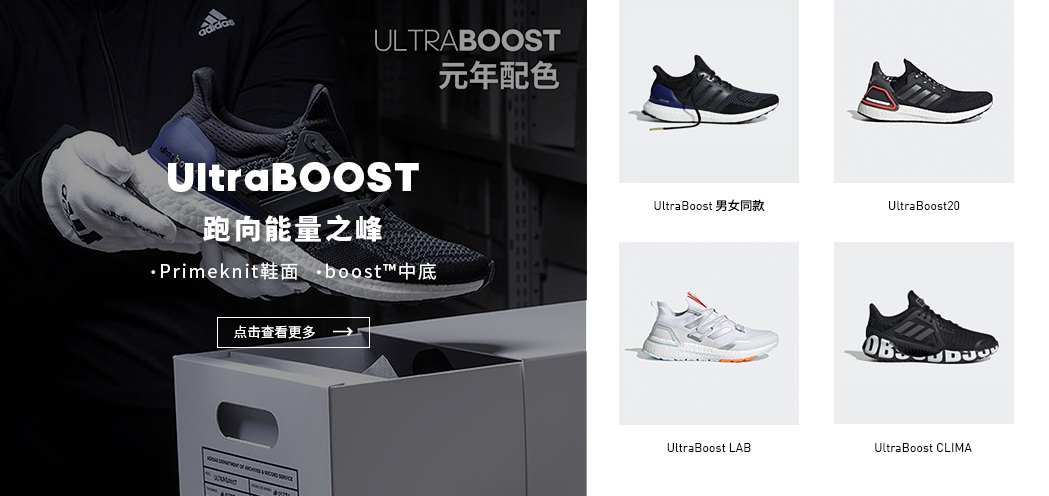 adidas
ULTRABOOST
元年配色
UltraBOOST
跑向能量之峰
·Primeknit鞋面 ·boost™中底
点击查看更多
ADIDAS DEPARTMENT OF ARCHIVES & RECORD SERVICE
UltraBoost 男女同款
UltraBoost20
UltraBoost LAB
UltraBoost CLIMA